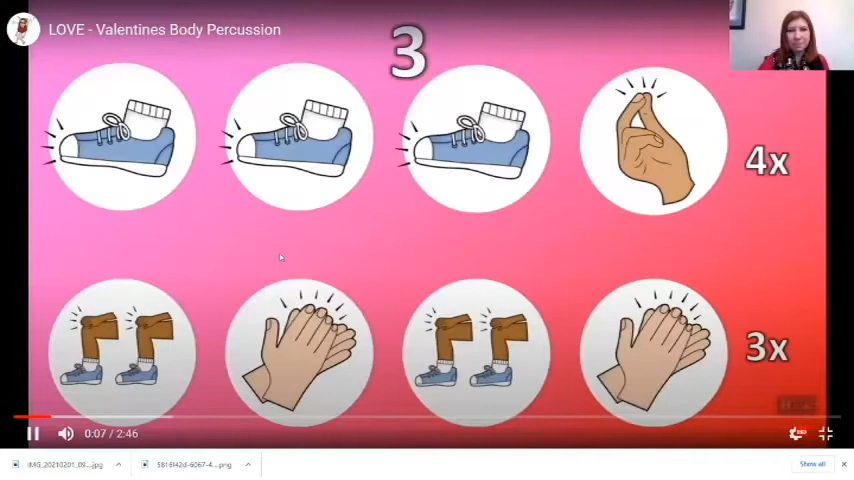 LOVE - Valentines Body Percussion
3
4x
3x
0:07 / 2:46
IMG_20210201_09....jpg
5816f42d-6067-4....png
Show all